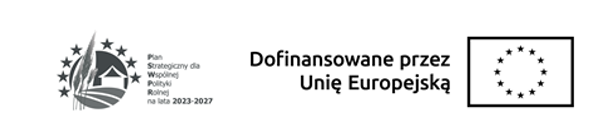 Plan
Strategiczny dla
Wspólnej
Polityki
Rolnej
na lata 2023-2027
Dofinansowane przez
Unię Europejską